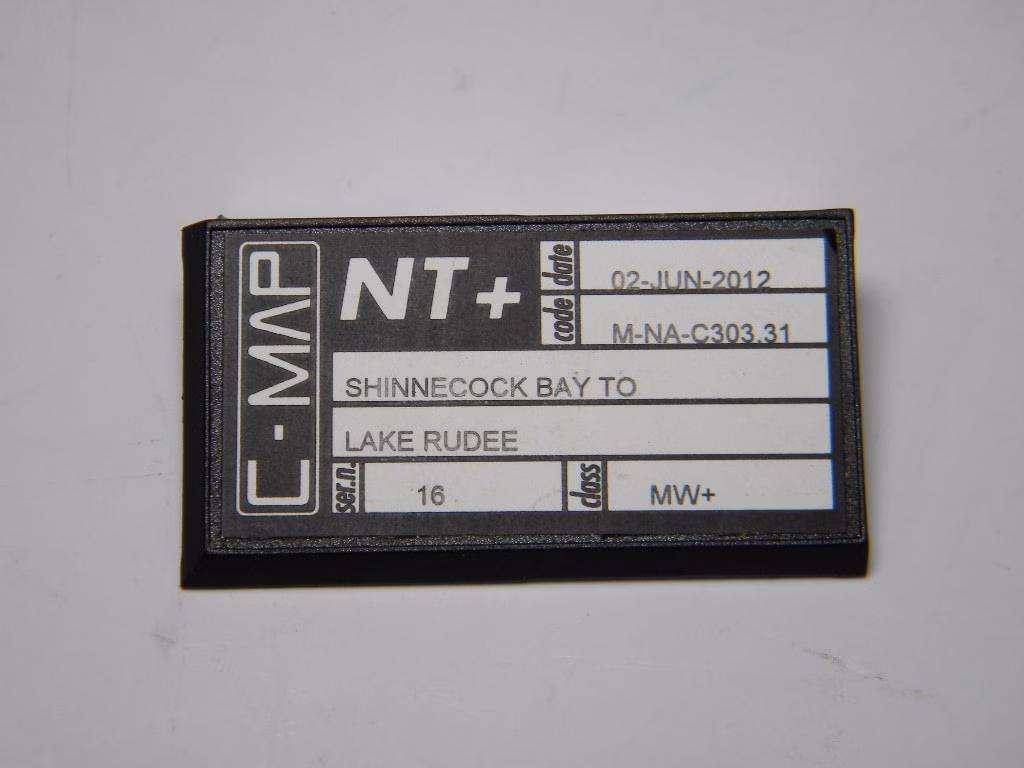 C-MAP
NT+
date 02-JUN-2012
code M-NA-C303.31
SHINNECOCK BAY TO
LAKE RUDEE
ser.n. 16 class MW+